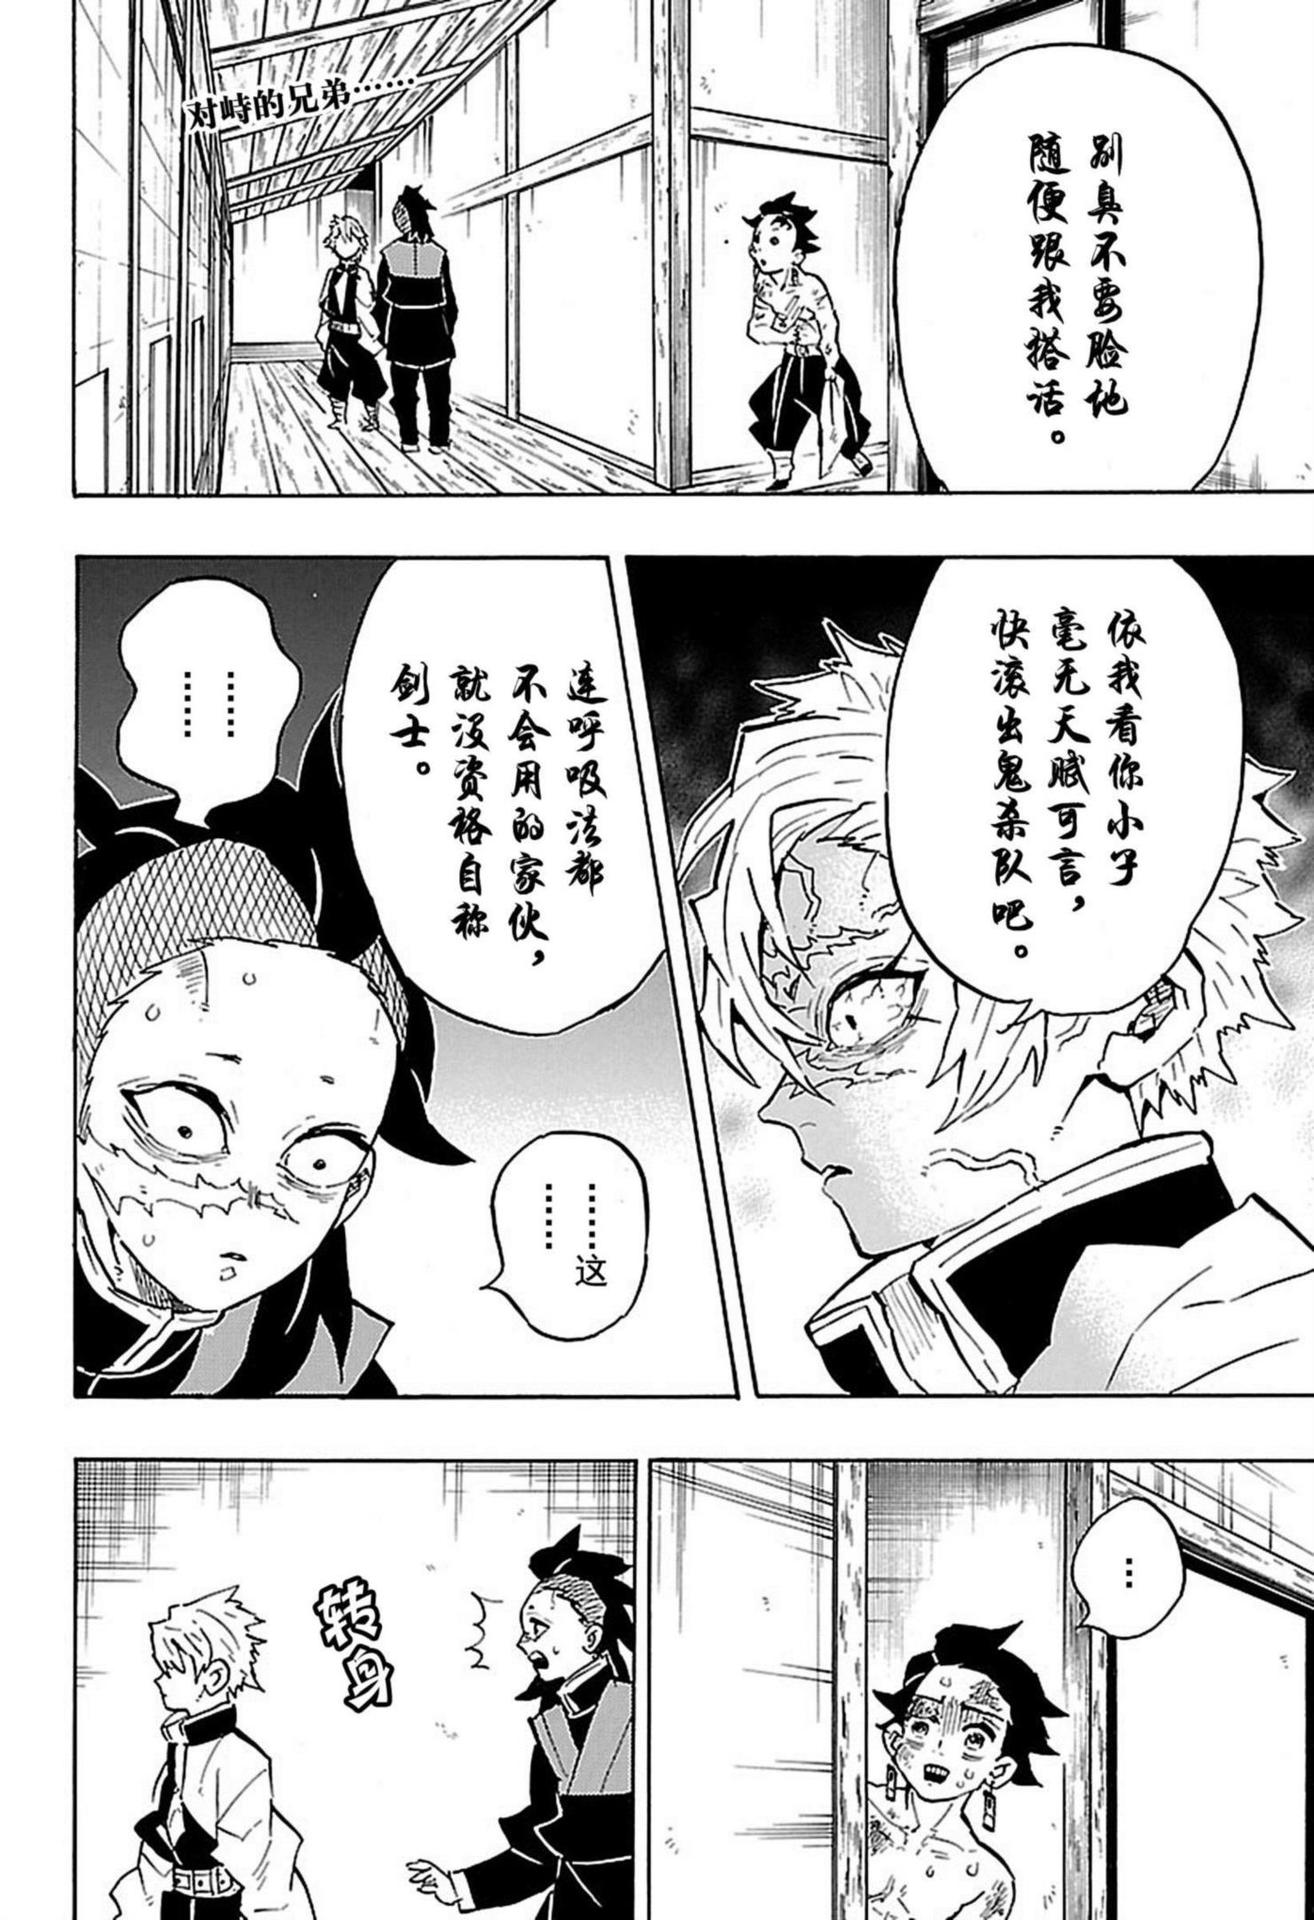 对峙的兄弟……
别臭不要脸地
随便跟我搭话。
依我看你小子
毫无天赋可言，
快滚出鬼杀队吧。
连呼吸法都
不会用的家伙，
就没资格自称
剑士。
……
……
……这
……
…
转身